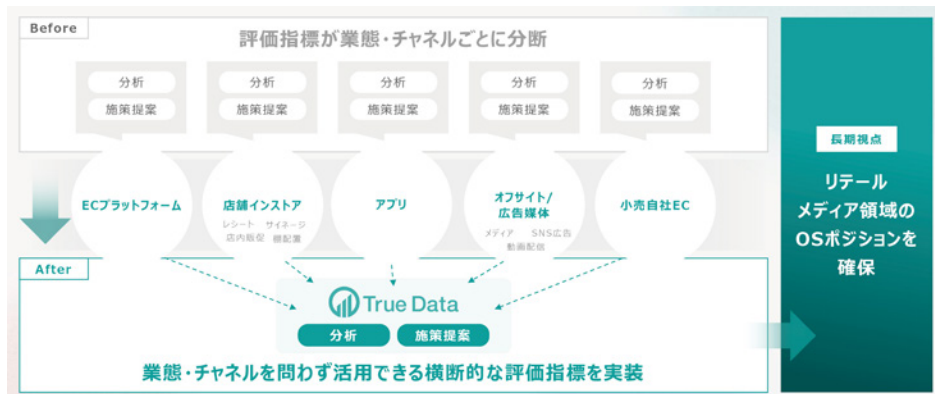 Before
評価指標が業態・チャネルごとに分断
分析
施策提案
分析
施策提案
分析
施策提案
分析
施策提案
分析
施策提案
ECプラットフォーム
店舗インストア
レシート サイネージ
店内販促 棚配置
アプリ
オフサイト/
広告媒体
メディア SNS広告
動画配信
小売自社EC
After
True Data
分析
施策提案
業態・チャネルを問わず活用できる横断的な評価指標を実装
長期視点
リテール
メディア領域の
OSポジションを
確保